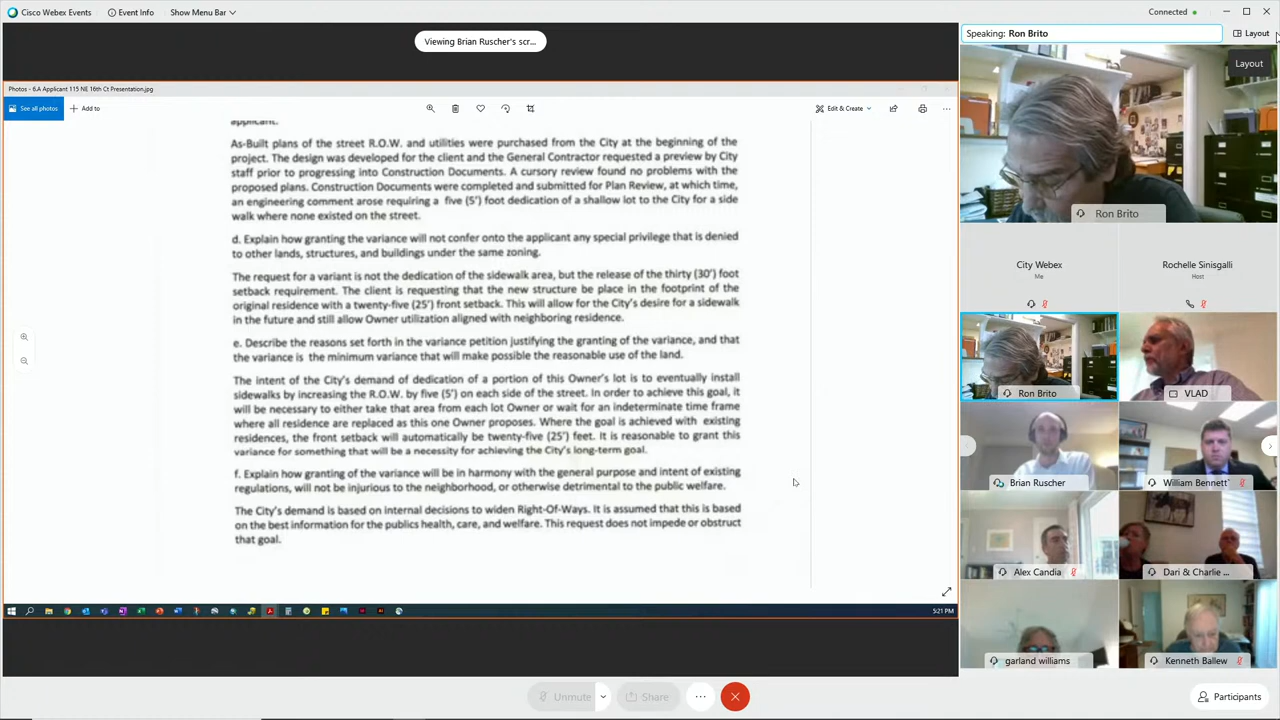 Cisco Webex Events
Event Info
Show Menu Bar
Connected
Viewing Brian Ruscher's scr...
Speaking: Ron Brito
Layout
Layout
Photos - 6.A Applicant 115 NE 16th Ct Presentation.jpg
See all photos
Add to
Edit & Create
applicant.
As-Built plans of the street R.O.W. and utilities were purchased from the City at the beginning of the
project. The design was developed for the client and the General Contractor requested a preview by City
staff prior to progressing into Construction Documents. A cursory review found no problems with the
proposed plans. Construction Documents were completed and submitted for Plan Review, at which time,
an engineering comment arose requiring a five (5') foot dedication of a shallow lot to the City for a side
walk where none existed on the street.
d. Explain how granting the variance will not confer onto the applicant any special privilege that is denied
to other lands, structures, and buildings under the same zoning.
The request for a variant is not the dedication of the sidewalk area, but the release of the thirty (30') foot
setback requirement. The client is requesting that the new structure be place in the footprint of the
original residence with a twenty-five (25') front setback. This will allow for the City's desire for a sidewalk
in the future and still allow Owner utilization aligned with neighboring residence.
e. Describe the reasons set forth in the variance petition justifying the granting of the variance, and that
the variance is the minimum variance that will make possible the reasonable use of the land.
The intent of the City's demand of dedication of a portion of this Owner's lot is to eventually install
sidewalks by increasing the R.O.W. by five (5') on each side of the street. In order to achieve this goal, it
will be necessary to either take that area from each lot Owner or wait for an indeterminate time frame
where all residence are replaced as this one Owner proposes. Where the goal is achieved with existing
residences, the front setback will automatically be twenty-five (25') feet. It is reasonable to grant this
variance for something that will be a necessity for achieving the City's long-term goal.
f. Explain how granting of the variance will be in harmony with the general purpose and intent of existing
regulations, will not be injurious to the neighborhood, or otherwise detrimental to the public welfare.
The City's demand is based on internal decisions to widen Right-Of-Ways. It is assumed that this is based
on the best information for the publics health, care, and welfare. This request does not impede or obstruct
that goal.
5:21 PM
Ron Brito
City Webex
Me
Rochelle Sinisgalli
Host
Ron Brito
VLAD
Brian Ruscher
William Bennett
Alex Candia
Dari & Charlie ...
garland williams
Kenneth Ballew
Unmute
Share
Participants